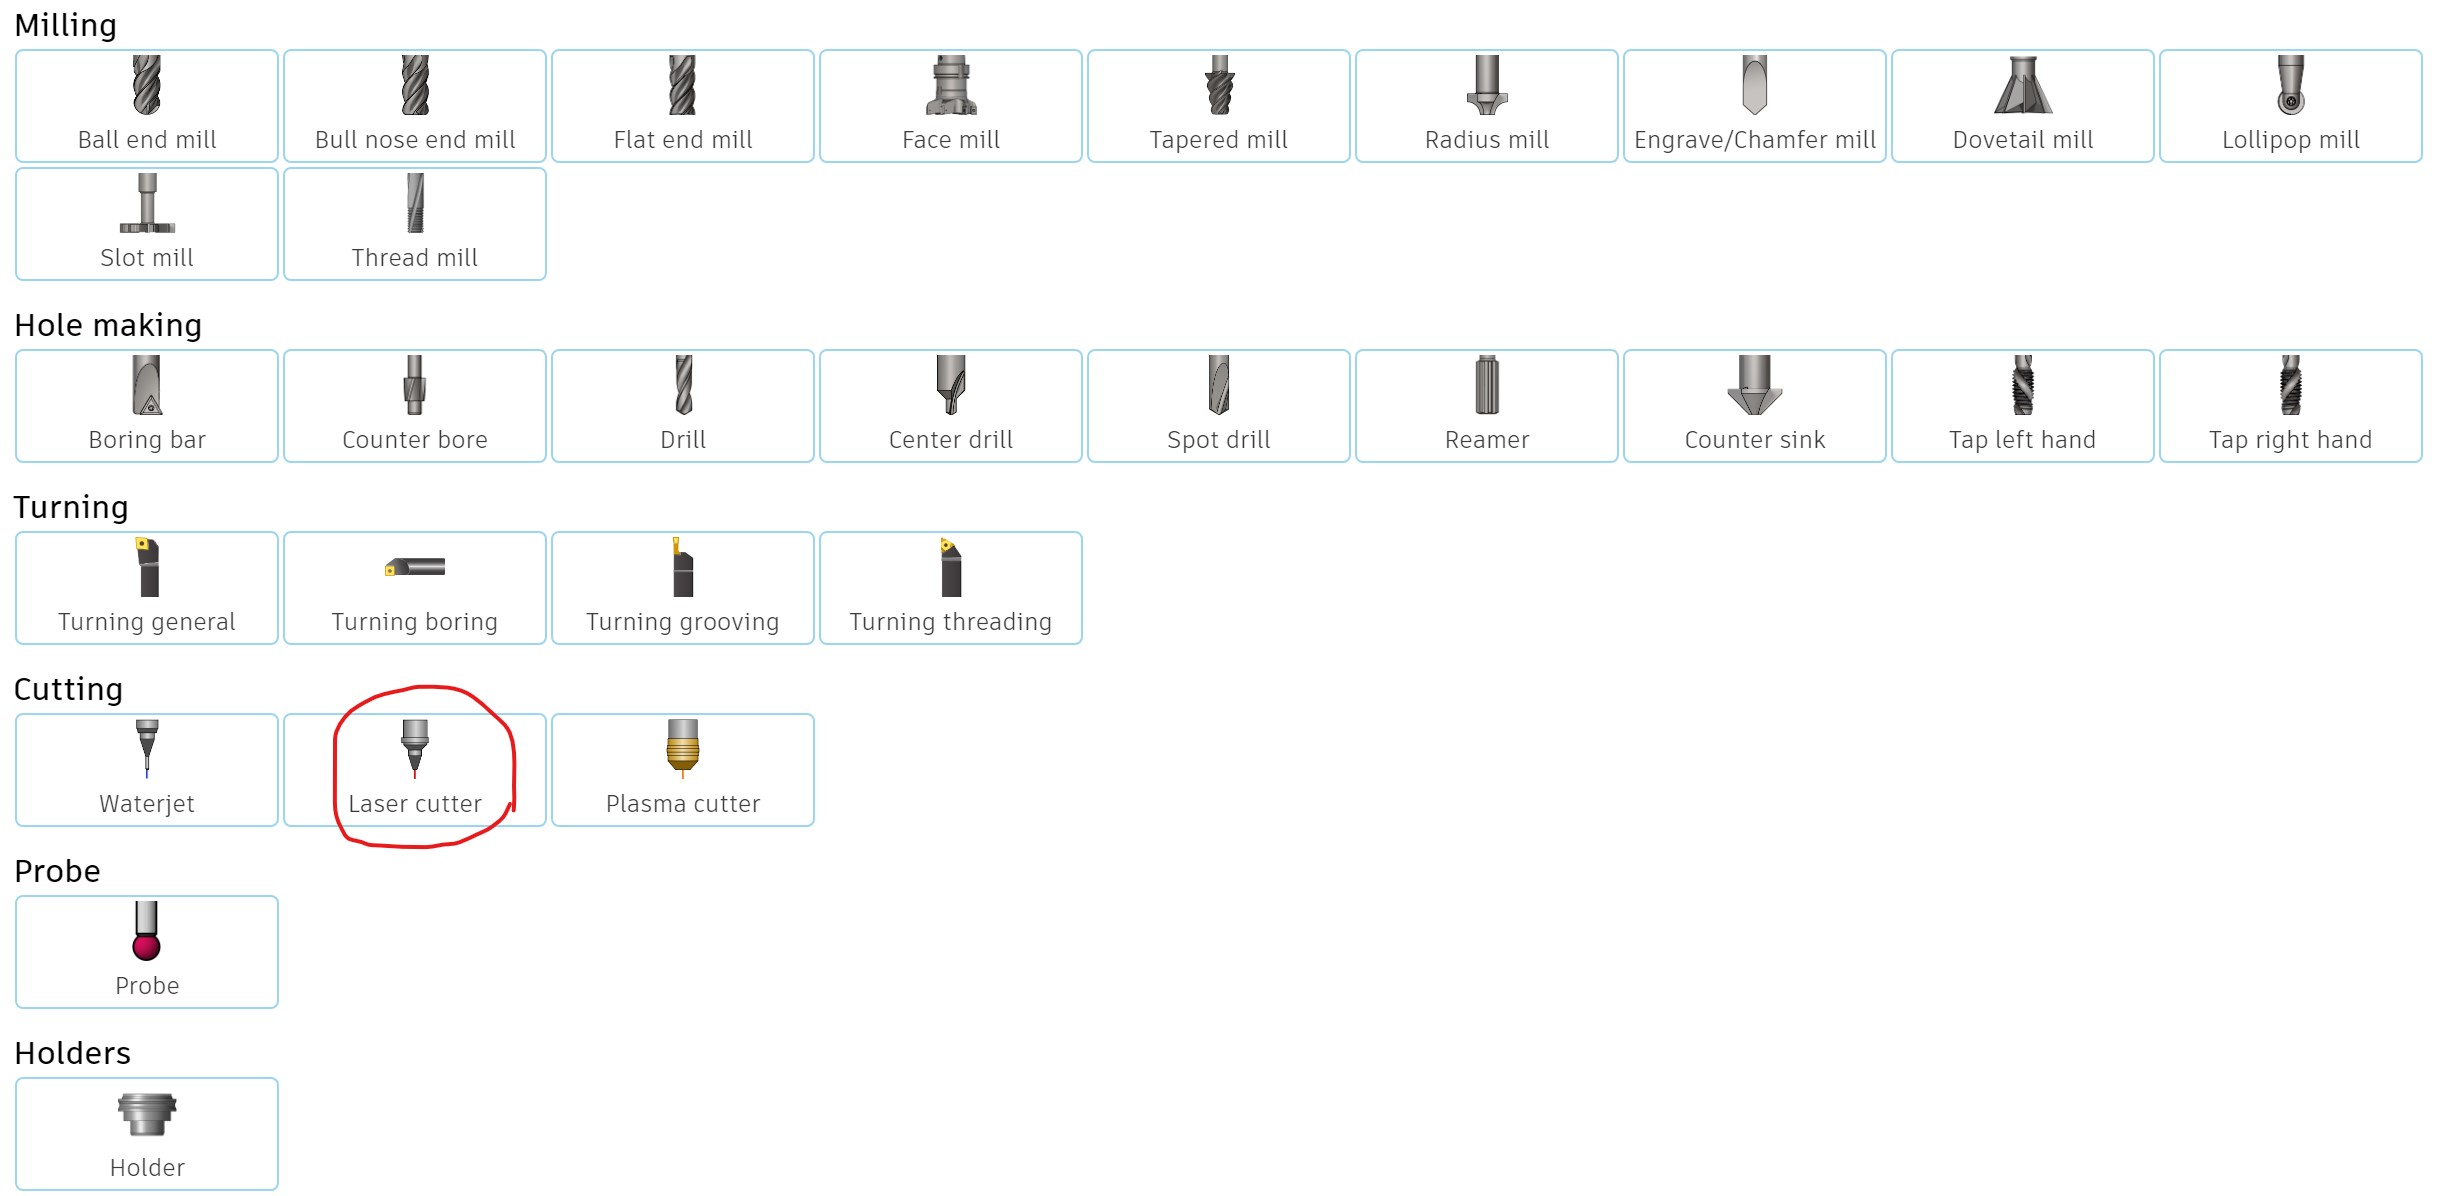 Milling
Ball end mill
Bull nose end mill
Flat end mill
Face mill
Tapered mill
Radius mill
Engrave/Chamfer mill
Dovetail mill
Lollipop mill
Slot mill
Thread mill
Hole making
Boring bar
Counter bore
Drill
Center drill
Spot drill
Reamer
Counter sink
Tap left hand
Tap right hand
Turning
Turning general
Turning boring
Turning grooving
Turning threading
Cutting
Waterjet
Laser cutter
Plasma cutter
Probe
Probe
Holders
Holder